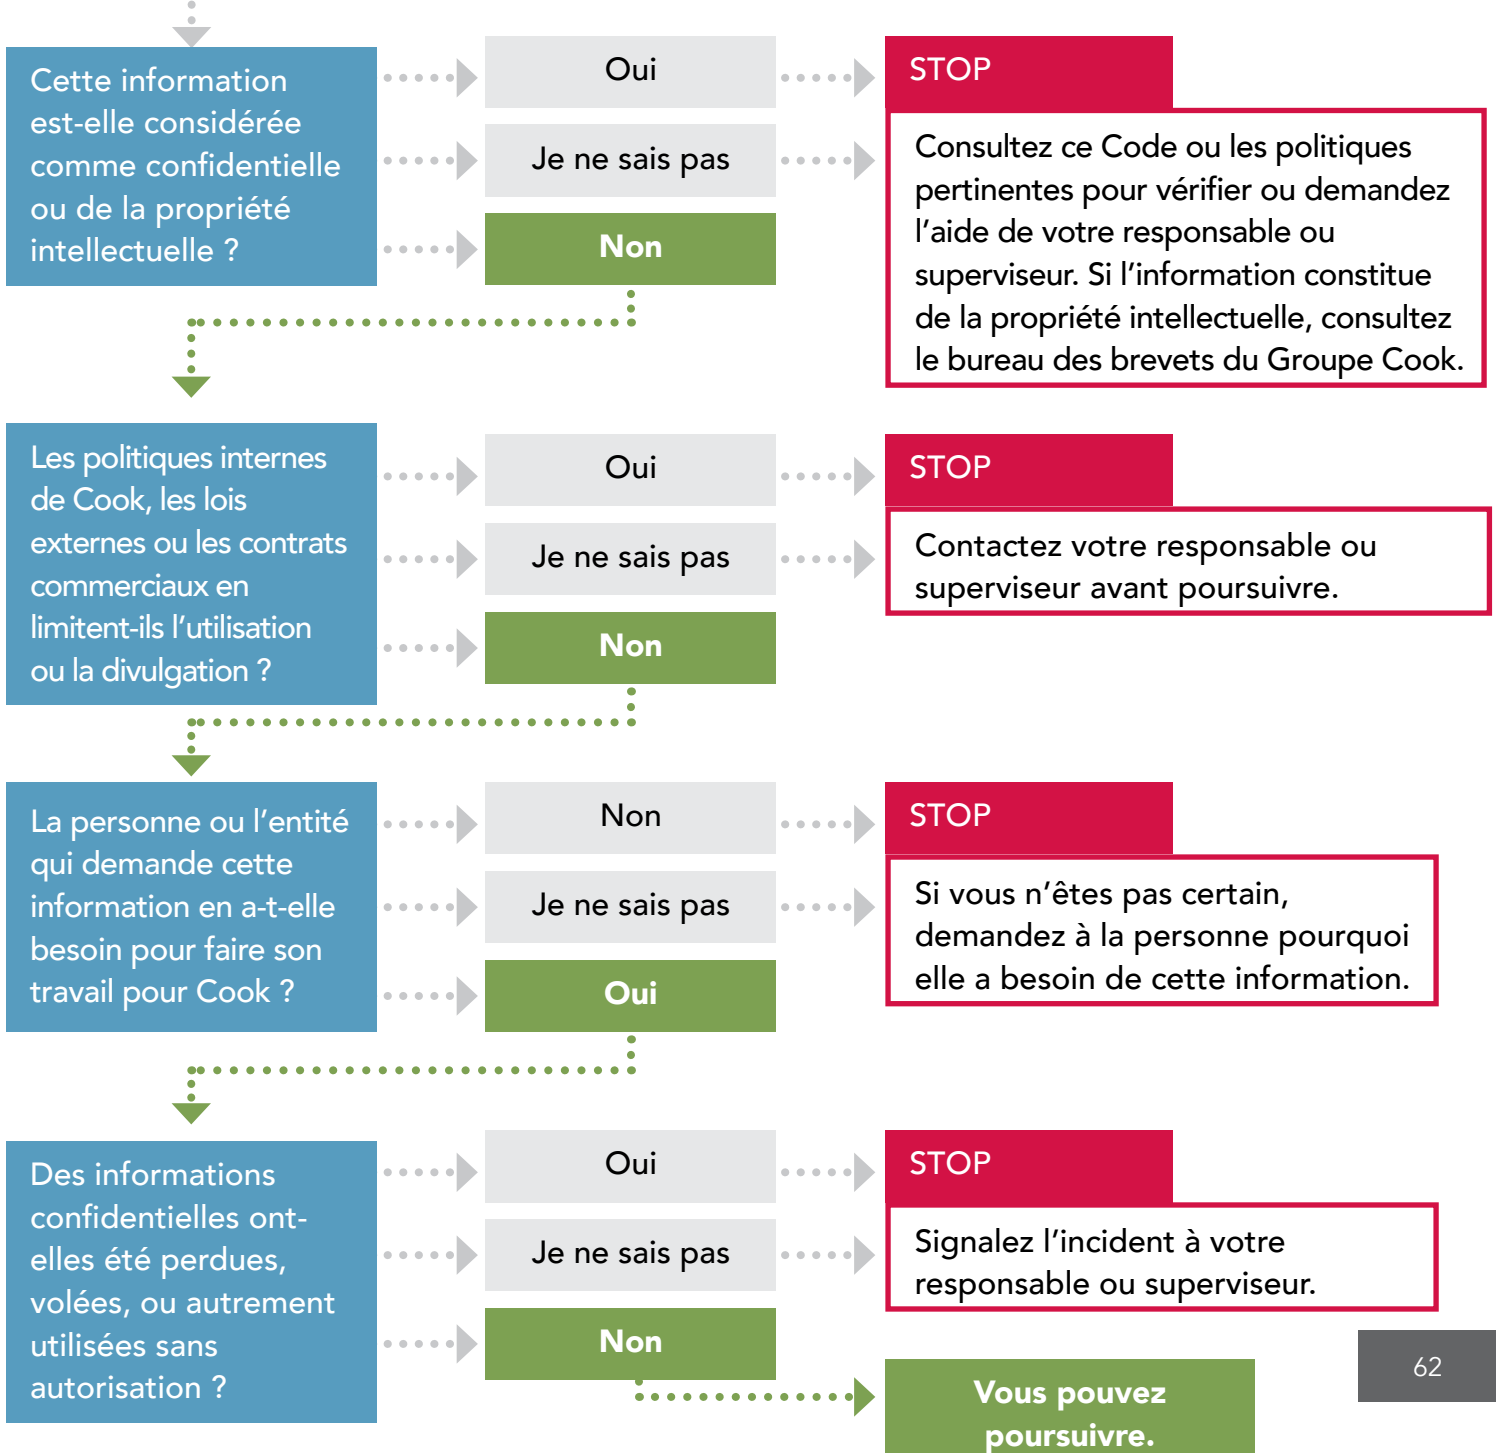 Cette information
est-elle considérée
comme confidentielle
ou de la propriété
intellectuelle ?
Oui
Je ne sais pas
Non
STOP
Consultez ce Code ou les politiques
pertinentes pour vérifier ou demandez
l’aide de votre responsable ou
superviseur. Si l’information constitue
de la propriété intellectuelle, consultez
le bureau des brevets du Groupe Cook.
Les politiques internes
de Cook, les lois
externes ou les contrats
commerciaux en
limitent-ils l’utilisation
ou la divulgation ?
Oui
Je ne sais pas
Non
STOP
Contactez votre responsable ou
superviseur avant poursuivre.
La personne ou l’entité
qui demande cette
information en a-t-elle
besoin pour faire son
travail pour Cook ?
Non
Je ne sais pas
Oui
STOP
Si vous n’êtes pas certain,
demandez à la personne pourquoi
elle a besoin de cette information.
Des informations
confidentielles ont-
elles été perdues,
volées, ou autrement
utilisées sans
autorisation ?
Oui
Je ne sais pas
Non
STOP
Signalez l’incident à votre
responsable ou superviseur.
Vous pouvez
poursuivre.
62